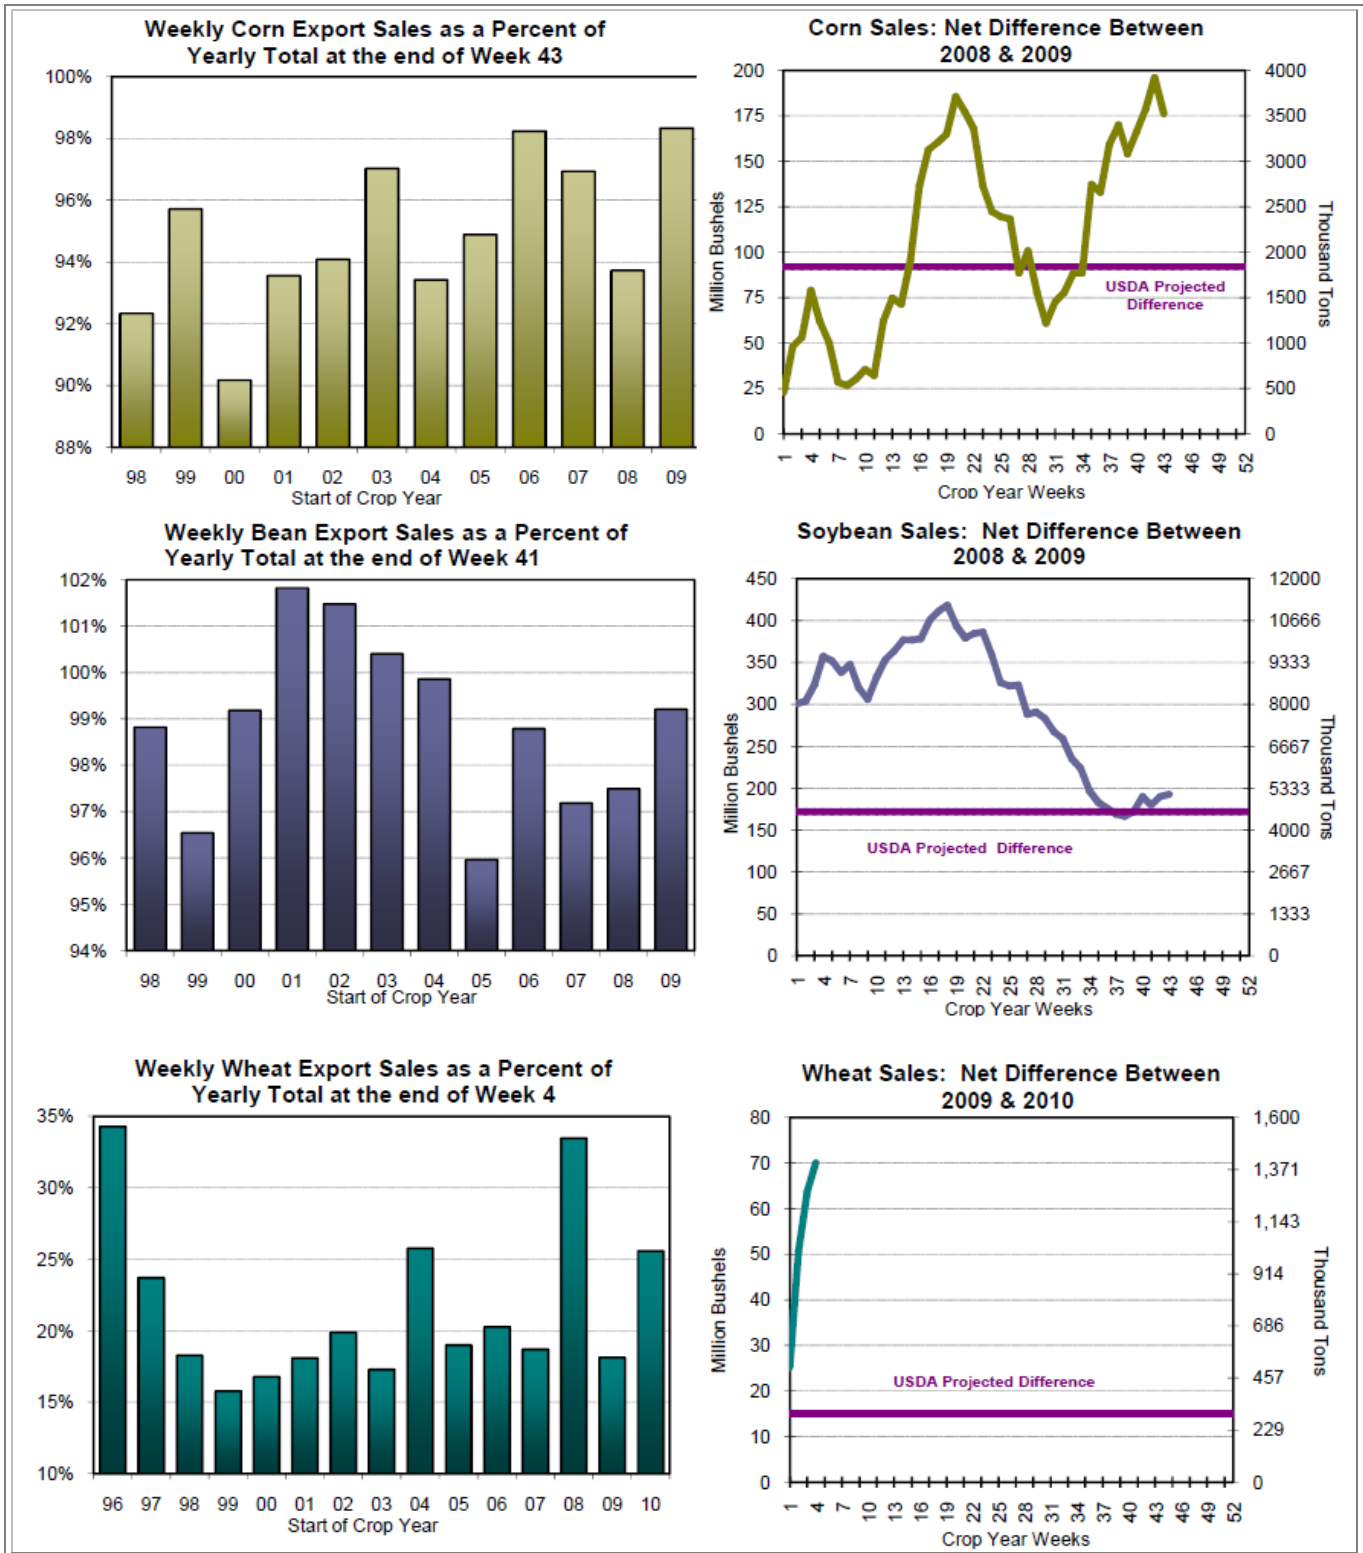 Weekly Corn Export Sales as a Percent of
Yearly Total at the end of Week 43
100%
98%
96%
94%
92%
90%
88%
98 99 00 01 02 03 04 05 06 07 08 09
Start of Crop Year
Corn Sales: Net Difference Between
2008 & 2009
200
175
150
125
100
75
50
25
0
Million Bushels
4000
3500
3000
2500
2000
1500
1000
500
0
Thousand Tons
USDA Projected
Difference
1 4 7 10 13 16 19 22 25 28 31 34 37 40 43 46 49 52
Crop Year Weeks
Weekly Bean Export Sales as a Percent of
Yearly Total at the end of Week 41
102%
101%
100%
99%
98%
97%
96%
95%
94%
98 99 00 01 02 03 04 05 06 07 08 09
Start of Crop Year
Soybean Sales: Net Difference Between
2008 & 2009
450
400
350
300
250
200
150
100
50
0
Million Bushels
12000
10666
9333
8000
6667
5333
4000
2667
1333
0
Thousand Tons
USDA Projected Difference
1 4 7 10 13 16 19 22 25 28 31 34 37 40 43 46 49 52
Crop Year Weeks
Weekly Wheat Export Sales as a Percent of
Yearly Total at the end of Week 4
35%
30%
25%
20%
15%
10%
96 97 98 99 00 01 02 03 04 05 06 07 08 09 10
Start of Crop Year
Wheat Sales: Net Difference Between
2009 & 2010
80
70
60
50
40
30
20
10
0
Million Bushels
1,600
1,371
1,143
914
686
457
229
0
Thousand Tons
USDA Projected Difference
1 4 7 10 13 16 19 22 25 28 31 34 37 40 43 46 49 52
Crop Year Weeks